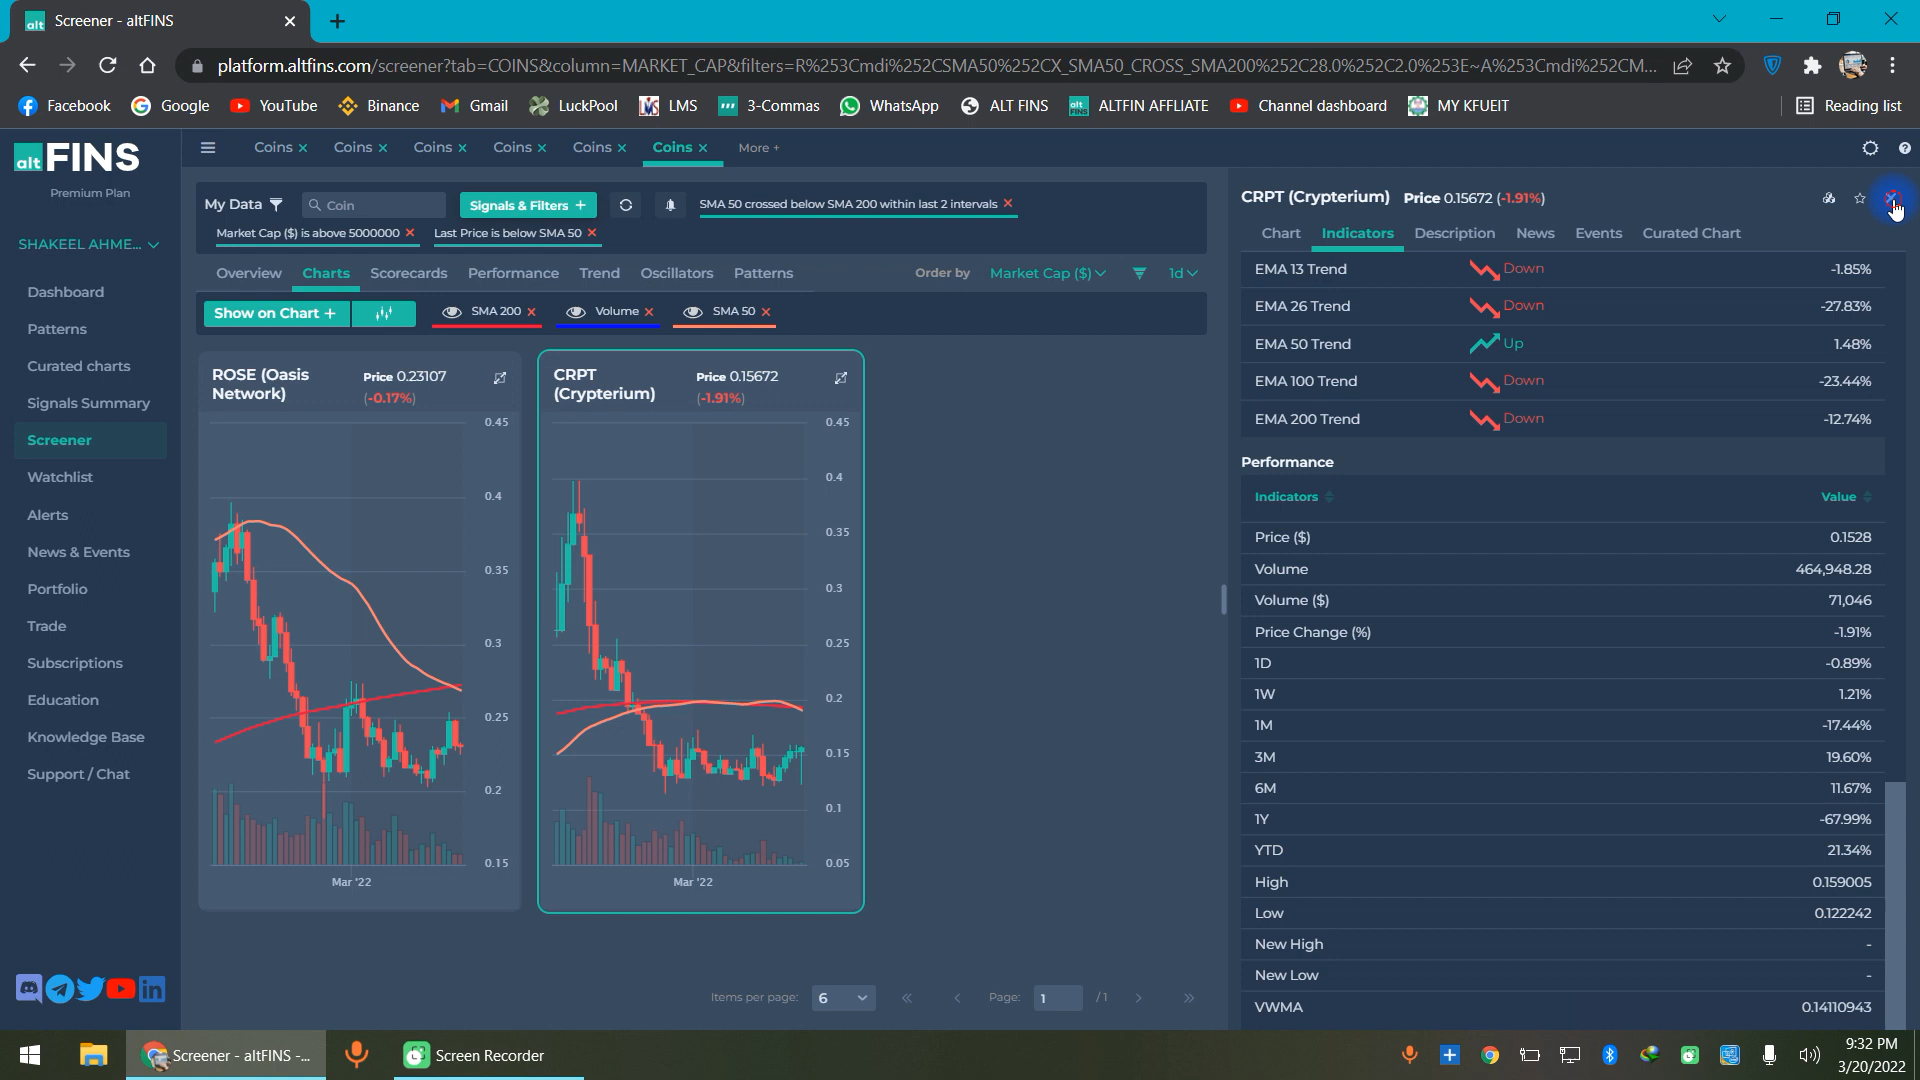 Screener - altFINS
platform.altfins.com/screener?tab=COINS&column=MARKET_CAP&filters=R%253Cmdi%252CSMA50%252CX_SMA50_CROSS_SMA200%252C28.0%252C2.0%253E~A%253Cmdi%252CM...
Facebook Google YouTube Binance Gmail LuckPool LMS 3-Commas WhatsApp ALT FINS ALTFIN AFFLIATE Channel dashboard MY KFUEIT Reading list
alt FINS
Premium Plan
SHAKEEL AHME...
Dashboard
Patterns
Curated charts
Signals Summary
Screener
Watchlist
Alerts
News & Events
Portfolio
Trade
Subscriptions
Education
Knowledge Base
Support / Chat
Coins Coins Coins Coins Coins Coins More +
My Data Coin Signals & Filters + SMA 50 crossed below SMA 200 within last 2 intervals
Market Cap ($) is above 5000000 Last Price is below SMA 50
Overview Charts Scorecards Performance Trend Oscillators Patterns Order by Market Cap ($) 1d
Show on Chart + SMA 200 Volume SMA 50
ROSE (Oasis Network) Price 0.23107
(-0.17%)
0.45
0.4
0.35
0.3
0.25
0.2
0.15
Mar '22
CRPT (Crypterium) Price 0.15672
(-1.91%)
0.45
0.4
0.35
0.3
0.25
0.2
0.15
0.1
0.05
Mar '22
Items per page: 6 Page: 1 /1
CRPT (Crypterium) Price 0.15672 (-1.91%)
Chart Indicators Description News Events Curated Chart
EMA 13 Trend Down -1.85%
EMA 26 Trend Down -27.83%
EMA 50 Trend Up 1.48%
EMA 100 Trend Down -23.44%
EMA 200 Trend Down -12.74%
Performance
Indicators Value
Price ($) 0.1528
Volume 464,948.28
Volume ($) 71,046
Price Change (%) -1.91%
1D -0.89%
1W 1.21%
1M -17.44%
3M 19.60%
6M 11.67%
1Y -67.99%
YTD 21.34%
High 0.159005
Low 0.122242
New High -
New Low -
VWMA 0.14110943
Screener - altFINS -... Screen Recorder
9:32 PM
3/20/2022